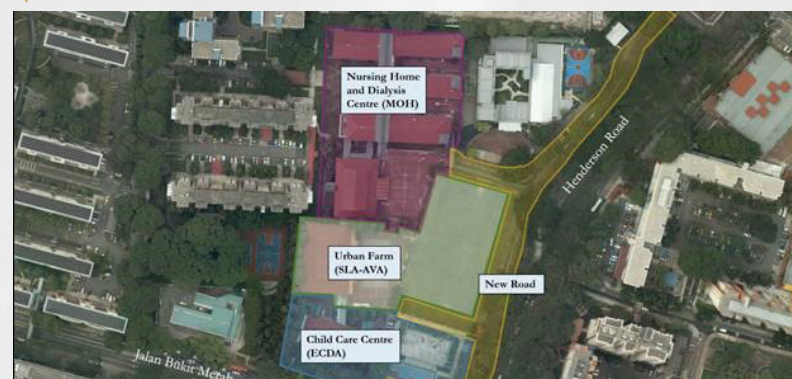 Nursing Home
and Dialysis
Centre (MOH)
Henderson Road
Urban Farm
(SLA-AVA)
New Road
Child Care Centre
(ECDA)
Jalan Bukit Merah